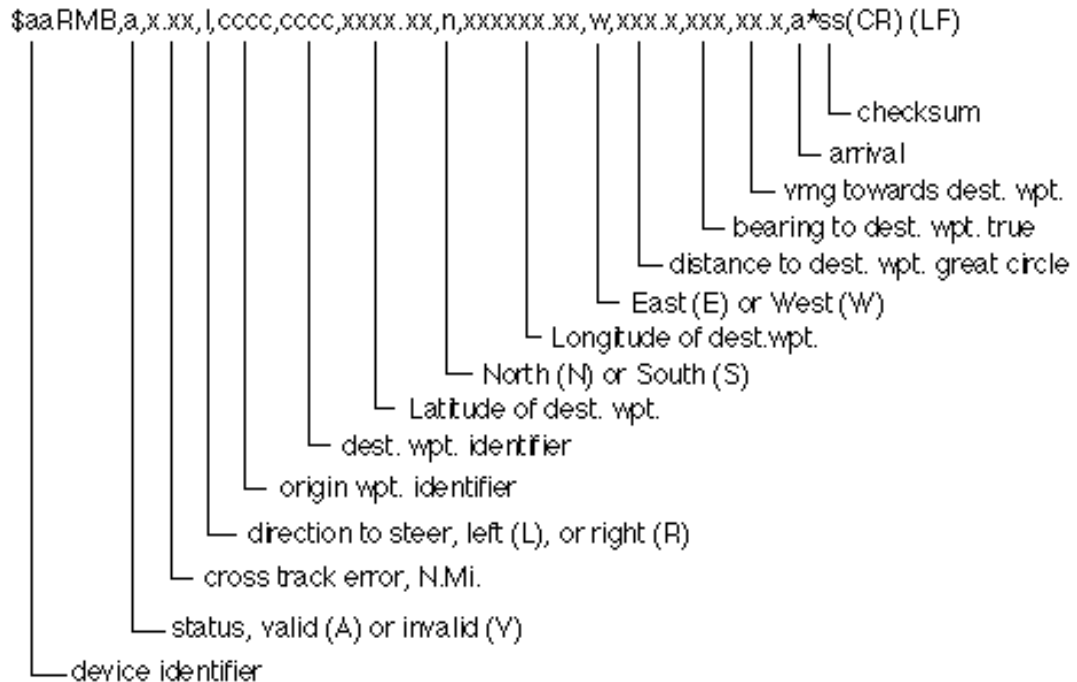 $aaRMB,a,x.xx,l,cccc,cccc,xxxx.xx,n,xxxxxx.xx,w,xxx.x,xxx,xx.x,a*ss(CR) (LF)
checksum
arrival
vmg towards dest. wpt.
bearing to dest. wpt. true
distance to dest. wpt. great circle
East (E) or West (W)
Longitude of dest.wpt.
North (N) or South (S)
Latitude of dest. wpt.
dest. wpt. identifier
origin wpt. identifier
direction to steer, left (L), or right (R)
cross track error, N.Mi.
status, valid (A) or invalid (V)
device identifier